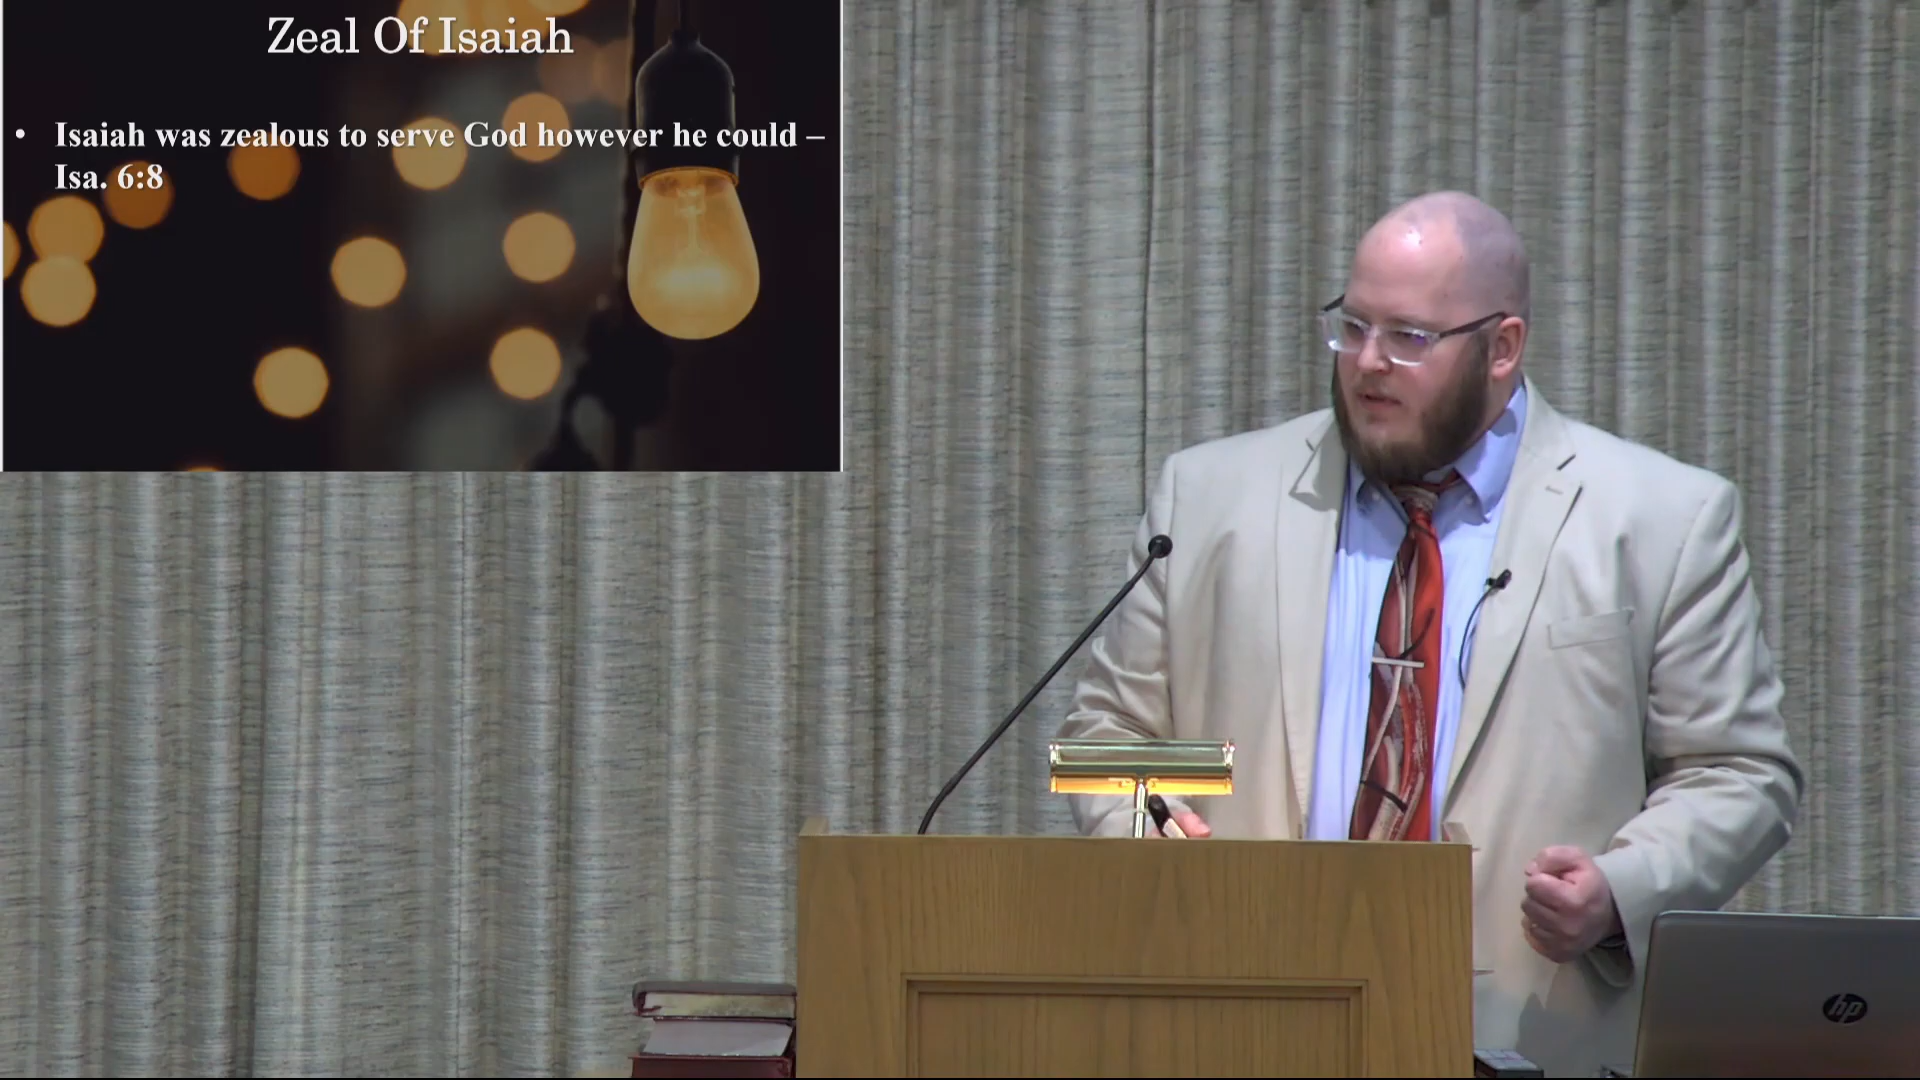 Zeal Of Isaiah
• Isaiah was zealous to serve God however he could –
Isa. 6:8
hp